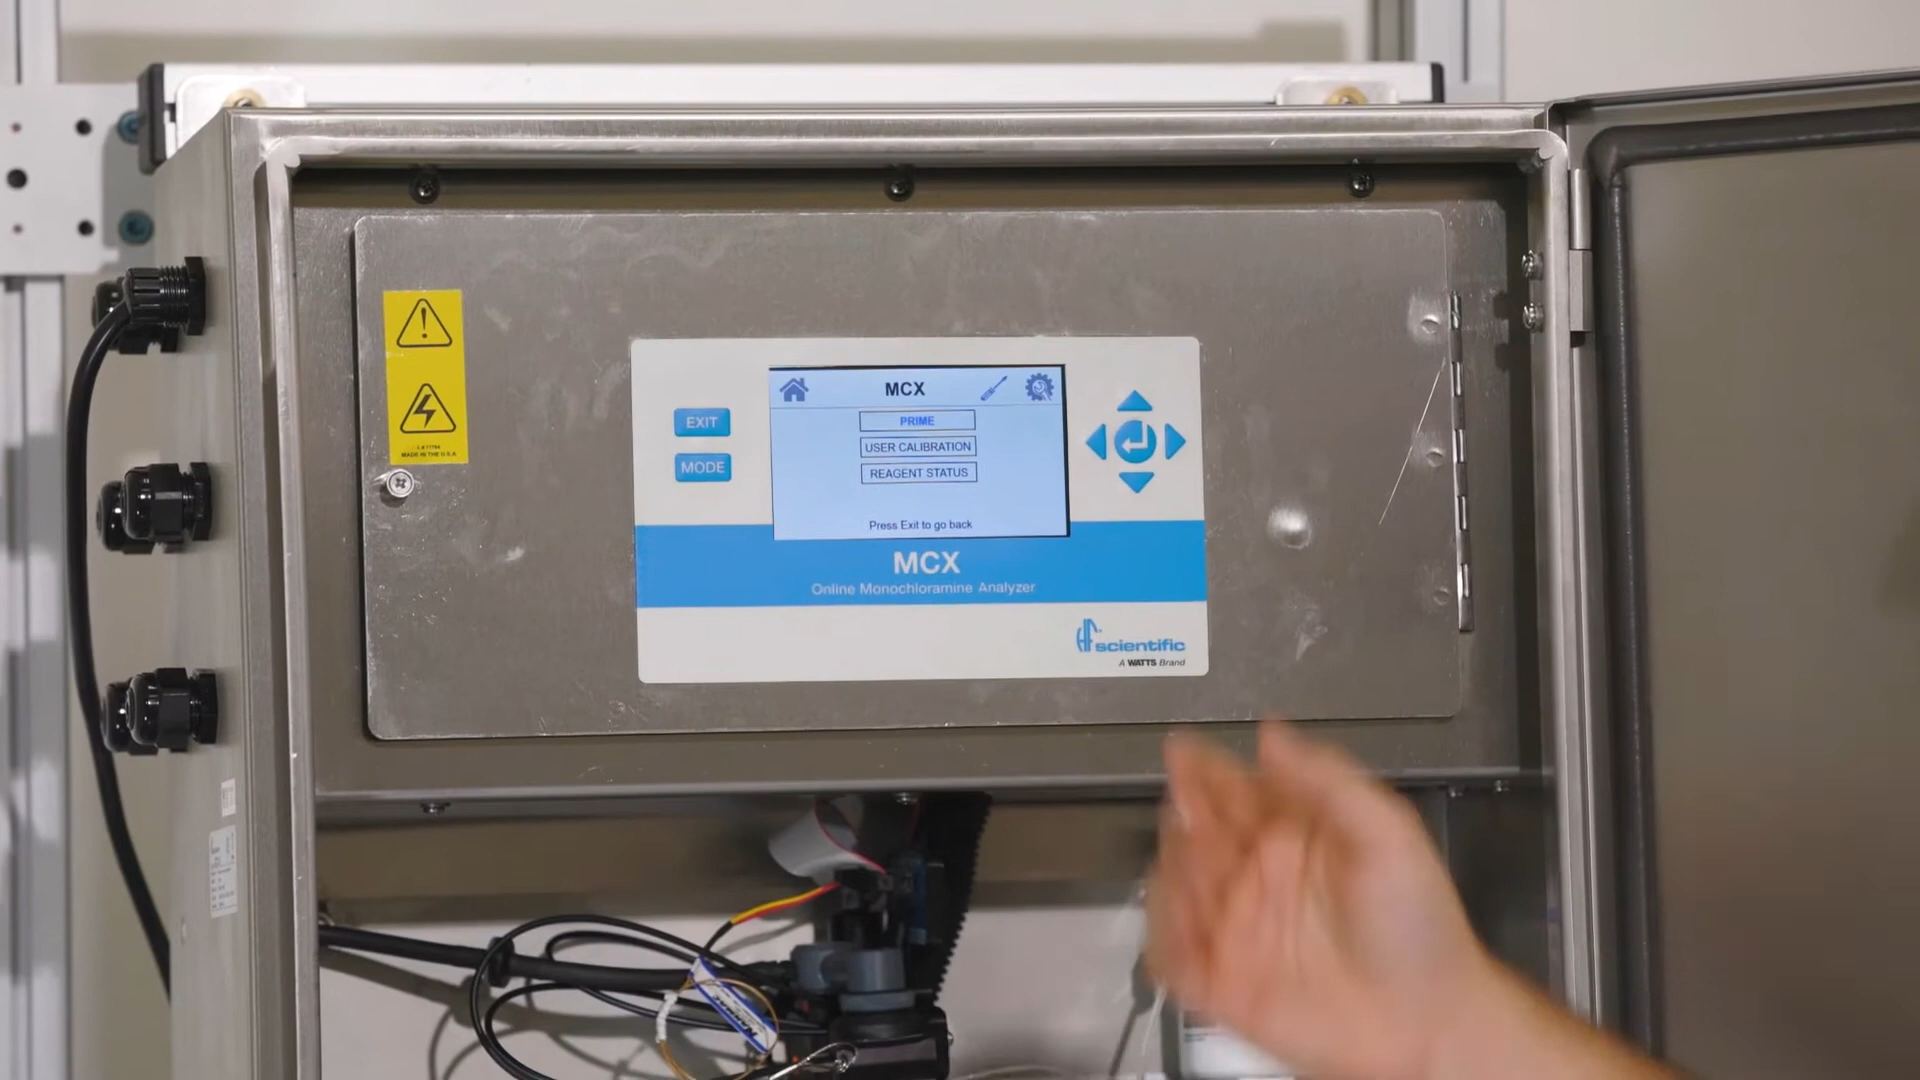 MADE IN THE U.S.A
EXIT
MODE
MCX
PRIME
USER CALIBRATION
REAGENT STATUS
Press Exit to go back
MCX
Online Monochloramine Analyzer
HF scientific
A WATTS Brand